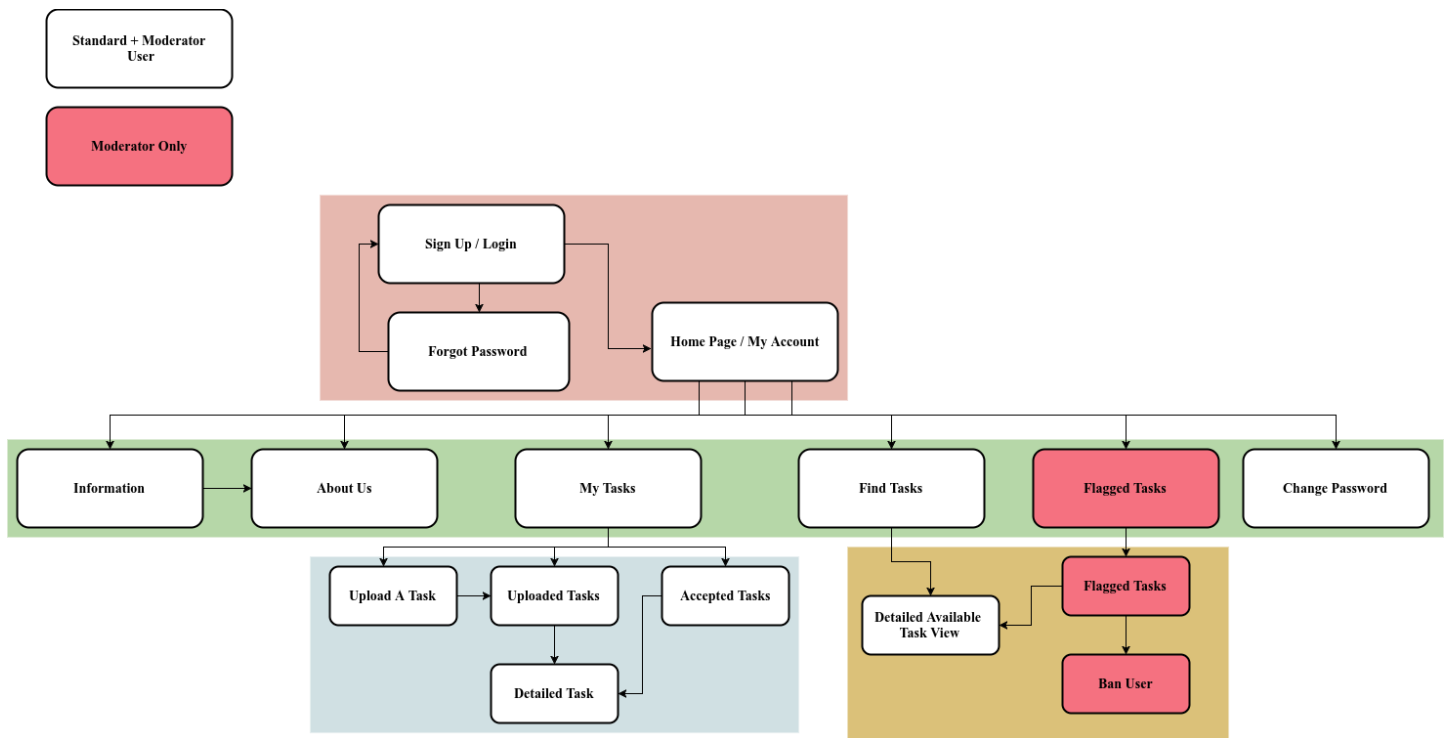 Standard + Moderator
User
Moderator Only
Sign Up / Login
Forgot Password
Home Page / My Account
Information
About Us
My Tasks
Find Tasks
Flagged Tasks
Change Password
Upload A Task
Uploaded Tasks
Accepted Tasks
Detailed Task
Detailed Available
Task View
Flagged Tasks
Ban User